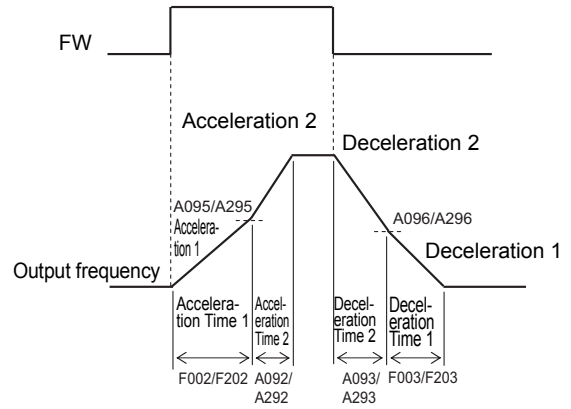 FW
Acceleration 2
Deceleration 2
A095/A295
Accelera-
tion 1
A096/A296
Deceleration 1
Output frequency
Accelera-
tion Time 1
Accel-
eration
Time 2
Decel-
eration
Time 2
Decel-
eration
Time 1
F002/F202
A092/
A292
A093/
A293
F003/F203